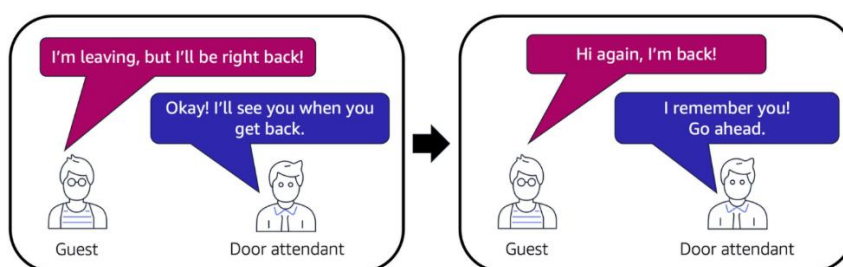 I'm leaving, but I'll be right back!
Okay! I'll see you when you
get back.
Guest
Door attendant
Hi again, I'm back!
I remember you!
Go ahead.
Guest
Door attendant